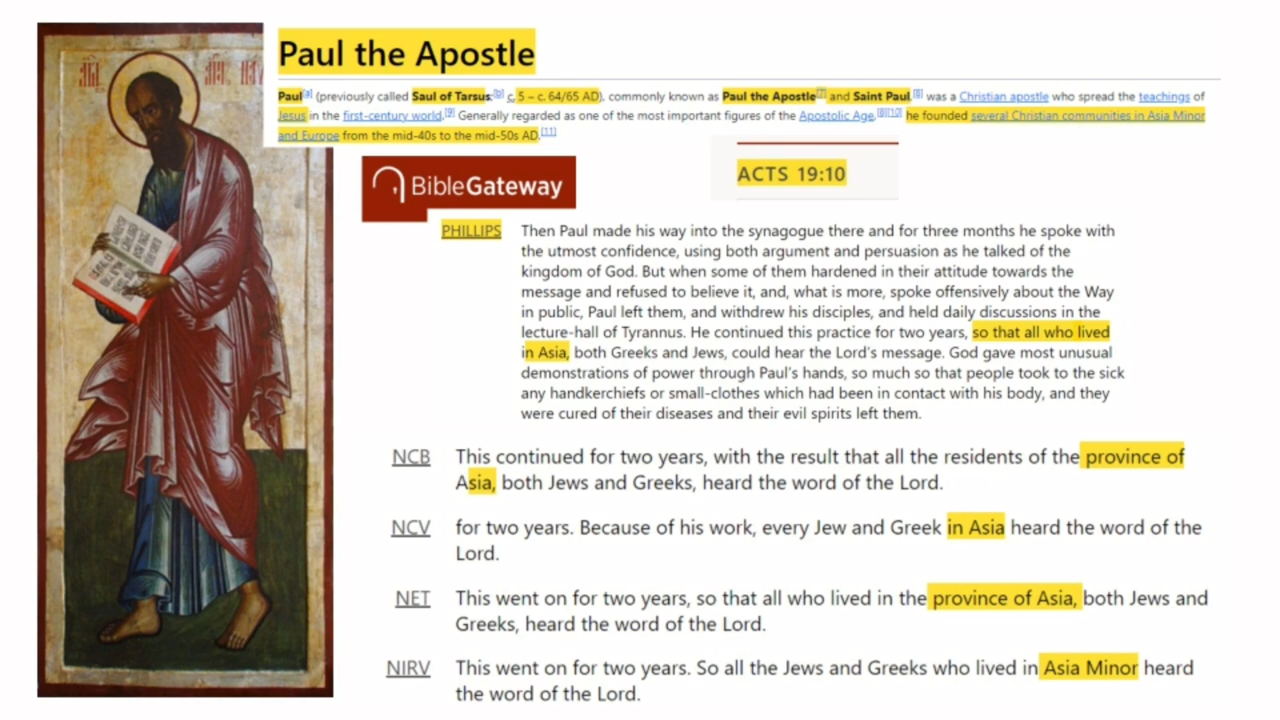 Paul the Apostle
Paul[a] (previously called Saul of Tarsus;[b] c. 5 – c. 64/65 AD), commonly known as Paul the Apostle[7] and Saint Paul,[8] was a Christian apostle who spread the teachings of
Jesus in the first-century world.[9] Generally regarded as one of the most important figures of the Apostolic Age,[8][10] he founded several Christian communities in Asia Minor
and Europe from the mid-40s to the mid-50s AD.[11]
BibleGateway
ACTS 19:10
PHILLIPS
Then Paul made his way into the synagogue there and for three months he spoke with
the utmost confidence, using both argument and persuasion as he talked of the
kingdom of God. But when some of them hardened in their attitude towards the
message and refused to believe it, and, what is more, spoke offensively about the Way
in public, Paul left them, and withdrew his disciples, and held daily discussions in the
lecture-hall of Tyrannus. He continued this practice for two years, so that all who lived
in Asia, both Greeks and Jews, could hear the Lord's message. God gave most unusual
demonstrations of power through Paul's hands, so much so that people took to the sick
any handkerchiefs or small-clothes which had been in contact with his body, and they
were cured of their diseases and their evil spirits left them.
NCB This continued for two years, with the result that all the residents of the province of
Asia, both Jews and Greeks, heard the word of the Lord.
NCV for two years. Because of his work, every Jew and Greek in Asia heard the word of the
Lord.
NET This went on for two years, so that all who lived in the province of Asia, both Jews and
Greeks, heard the word of the Lord.
NIRV This went on for two years. So all the Jews and Greeks who lived in Asia Minor heard
the word of the Lord.